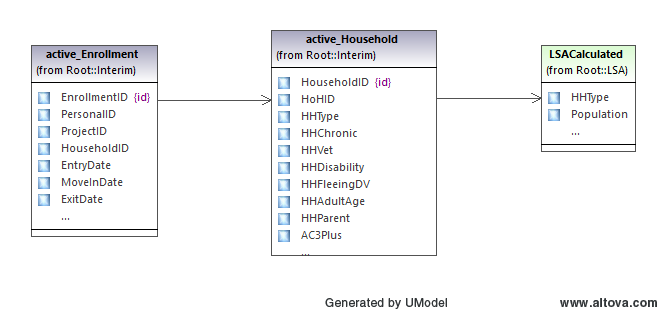 active_Enrollment
(from Root::Interim)
EnrollmentID {id}
PersonalID
ProjectID
HouseholdID
EntryDate
MoveInDate
ExitDate
...
active_Household
(from Root::Interim)
HouseholdID {id}
HoHID
HHType
HHChronic
HHVet
HHDisability
HHFleeingDV
HHAdultAge
HHParent
AC3Plus
...
LSACalculated
(from Root::LSA)
HHType
Population
...
Generated by UModel
www.altova.com